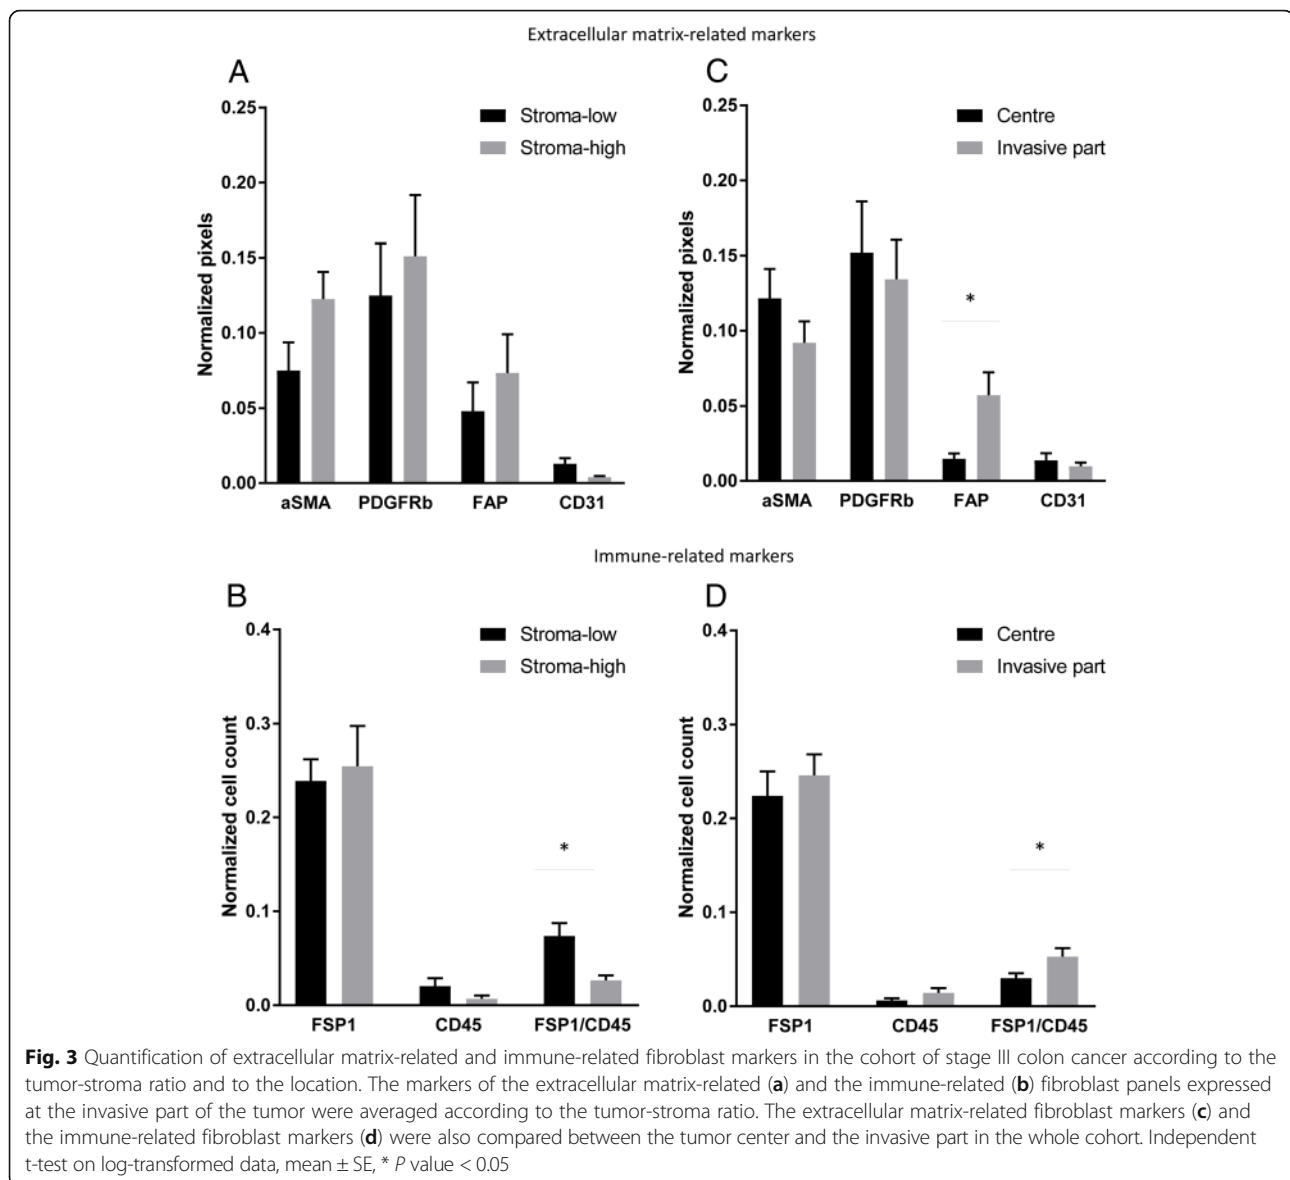 Extracellular matrix-related markers
A
Stroma-low
Stroma-high
Normalized pixels
0.25
0.20
0.15
0.10
0.05
0.00
aSMA PDGFRb FAP CD31
C
Centre
Invasive part
Normalized pixels
0.25
0.20
0.15
0.10
0.05
0.00
*
aSMA PDGFRb FAP CD31
Immune-related markers
B
Stroma-low
Stroma-high
Normalized cell count
0.4
0.3
0.2
0.1
0.0
*
FSP1 CD45 FSP1/CD45
D
Centre
Invasive part
Normalized cell count
0.4
0.3
0.2
0.1
0.0
*
FSP1 CD45 FSP1/CD45
Fig. 3 Quantification of extracellular matrix-related and immune-related fibroblast markers in the cohort of stage III colon cancer according to the
tumor-stroma ratio and to the location. The markers of the extracellular matrix-related (a) and the immune-related (b) fibroblast panels expressed
at the invasive part of the tumor were averaged according to the tumor-stroma ratio. The extracellular matrix-related fibroblast markers (c) and
the immune-related fibroblast markers (d) were also compared between the tumor center and the invasive part in the whole cohort. Independent
t-test on log-transformed data, mean ± SE, * P value < 0.05